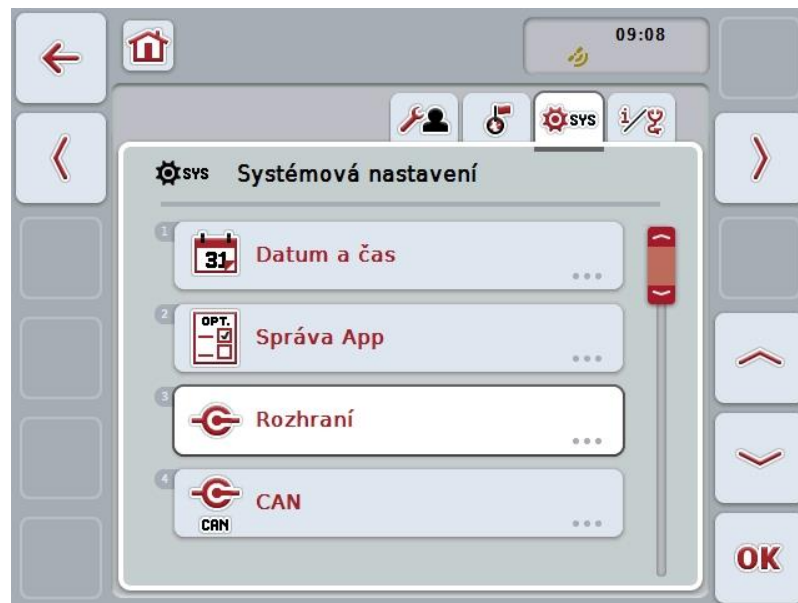 09:08
SYS
i/
SYS Systémová nastavení
1
31
Datum a čas
2
OPT.
Správa App
3
Rozhraní
4
CAN
CAN
OK